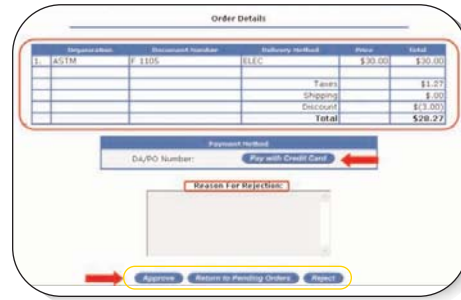 Order Details
Organization Document Number Delivery Method Price Total
1. ASTM F 1105 ELEC $30.00 $30.00
Taxes $1.27
Shipping $.00
Discount $(3.00)
Total $28.27
Payment Method
DA/PO Number: Pay with Credit Card
Reason For Rejection:
Approve Return to Pending Orders Reject